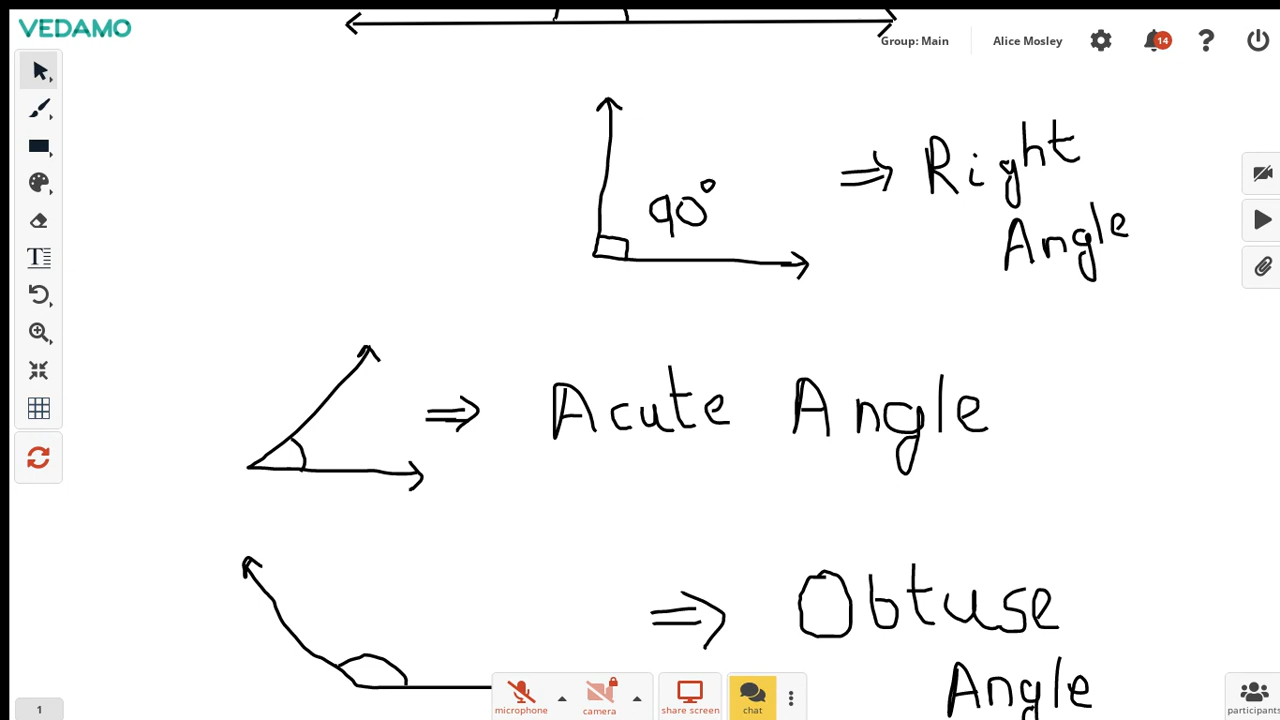 VEDAMO
Group: Main
Alice Mosley
14
90°
⇒ Right
Angle
⇒ Acute Angle
⇒ Obtuse
Angle
T
1
microphone
camera
share screen
chat
participants